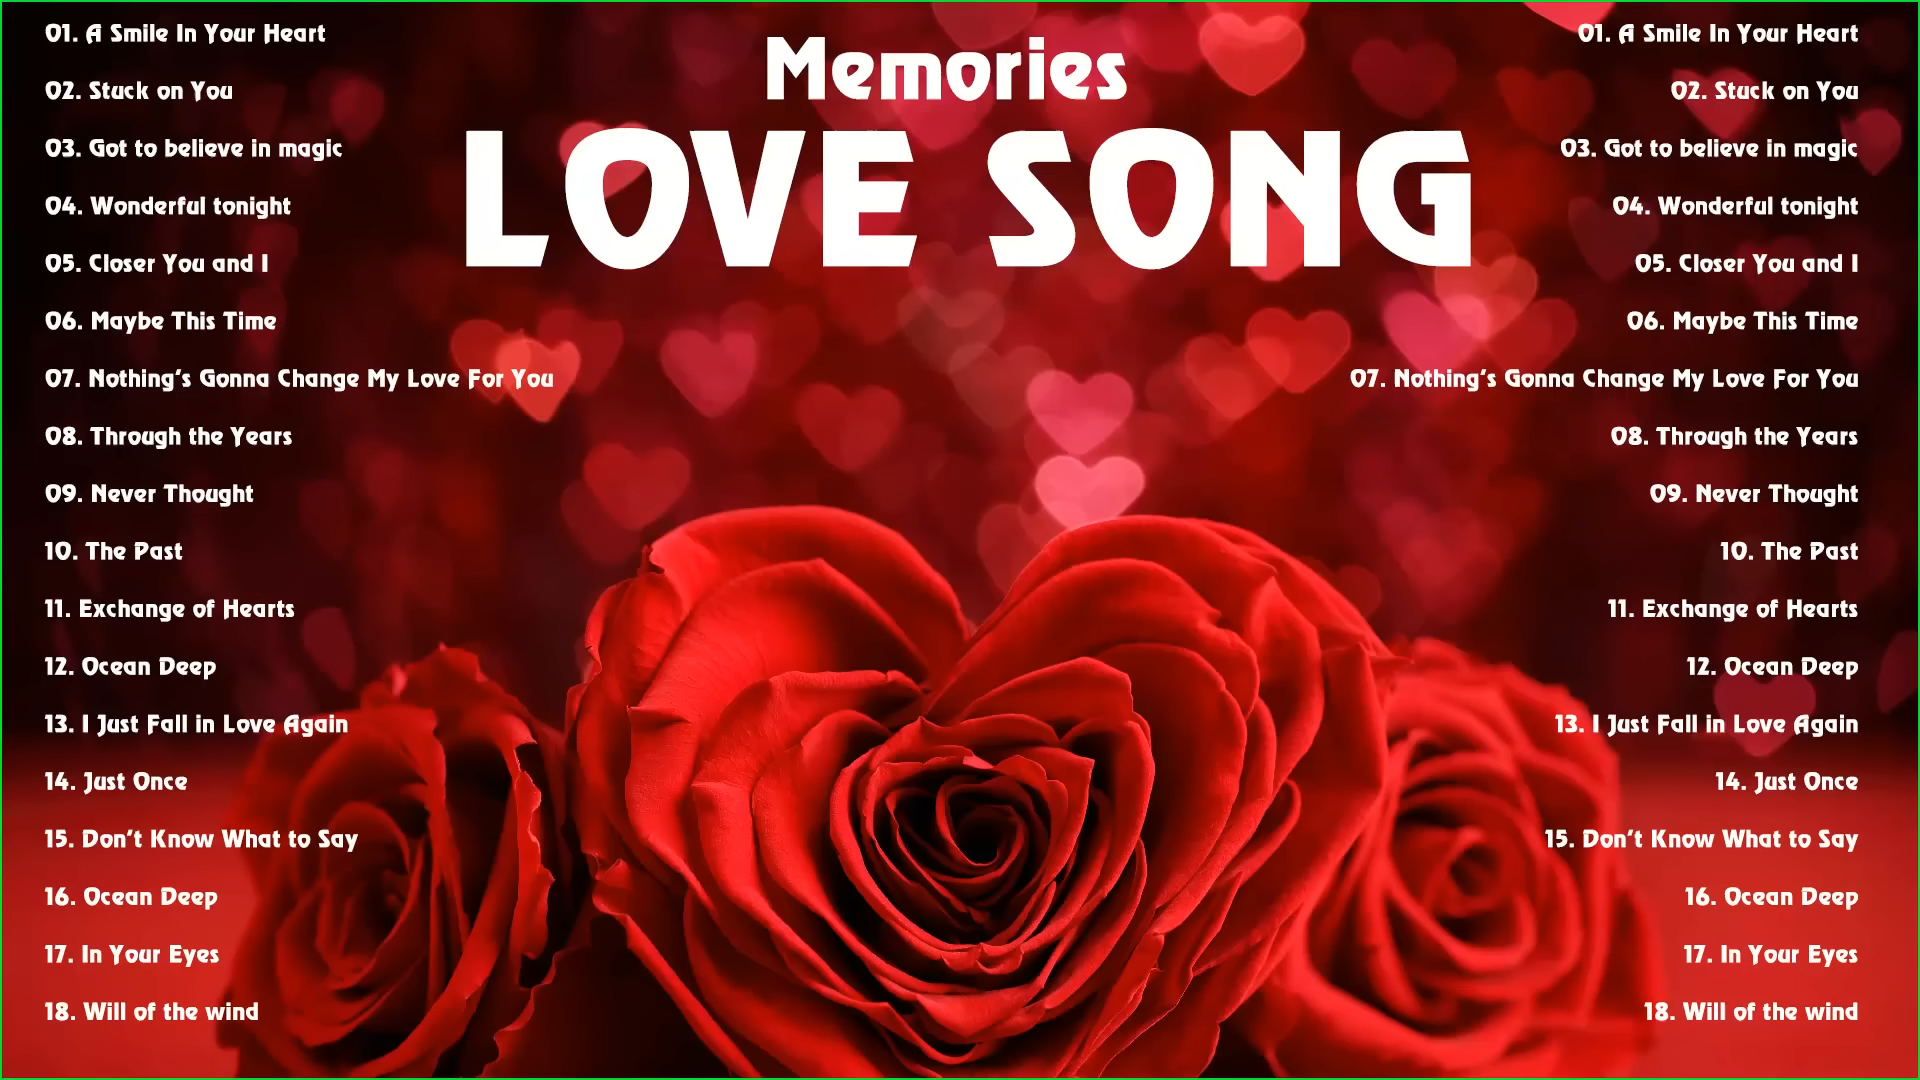 Memories
LOVE SONG
01. A Smile In Your Heart
02. Stuck on You
03. Got to believe in magic
04. Wonderful tonight
05. Closer You and I
06. Maybe This Time
07. Nothing's Gonna Change My Love For You
08. Through the Years
09. Never Thought
10. The Past
11. Exchange of Hearts
12. Ocean Deep
13. I Just Fall in Love Again
14. Just Once
15. Don't Know What to Say
16. Ocean Deep
17. In Your Eyes
18. Will of the wind
01. A Smile In Your Heart
02. Stuck on You
03. Got to believe in magic
04. Wonderful tonight
05. Closer You and I
06. Maybe This Time
07. Nothing's Gonna Change My Love For You
08. Through the Years
09. Never Thought
10. The Past
11. Exchange of Hearts
12. Ocean Deep
13. I Just Fall in Love Again
14. Just Once
15. Don't Know What to Say
16. Ocean Deep
17. In Your Eyes
18. Will of the wind